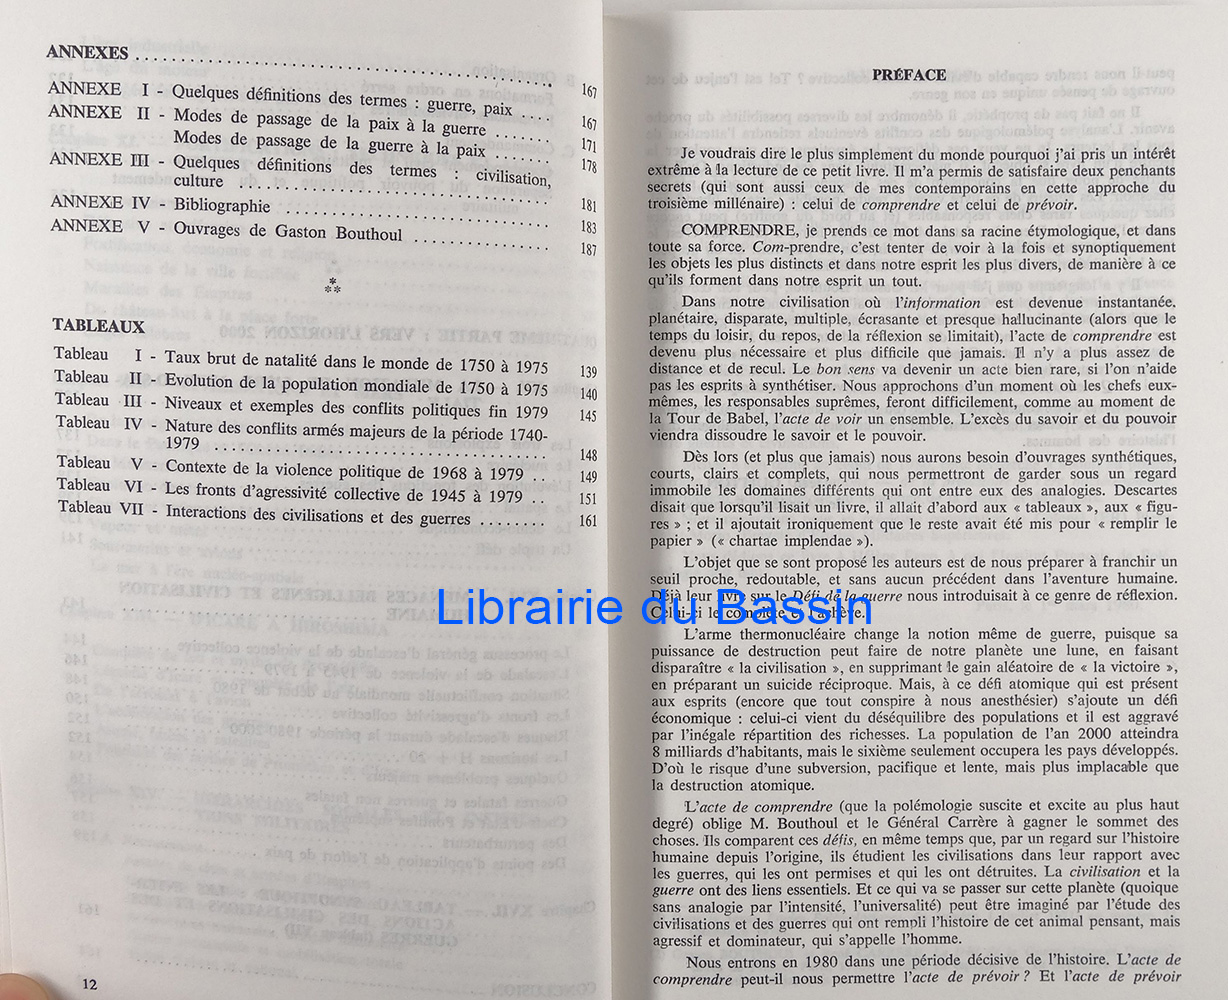 ANNEXES ........................................ 167
ANNEXE I - Quelques définitions des termes : guerre, paix .... 167
ANNEXE II - Modes de passage de la paix à la guerre ...... 171
Modes de passage de la guerre à la paix ....... 178
ANNEXE III - Quelques définitions des termes : civilisation,
culture ........................................ 181
ANNEXE IV - Bibliographie ............................ 183
ANNEXE V - Ouvrages de Gaston Bouthoul ............... 187
***
TABLEAUX
Tableau I - Taux brut de natalité dans le monde de 1750 à 1975 139
Tableau II - Evolution de la population mondiale de 1750 à 1975 140
Tableau III - Niveaux et exemples des conflits politiques fin 1979 145
Tableau IV - Nature des conflits armés majeurs de la période 1740-
1979 ........................................ 148
Tableau V - Contexte de la violence politique de 1968 à 1979 .. 149
Tableau VI - Les fronts d'agressivité collective de 1945 à 1979 .. 151
Tableau VII - Interactions des civilisations et des guerres ........ 161
12
PRÉFACE
Je voudrais dire le plus simplement du monde pourquoi j'ai pris un intérêt
extrême à la lecture de ce petit livre. Il m'a permis de satisfaire deux penchants
secrets (qui sont aussi ceux de mes contemporains en cette approche du
troisième millénaire) : celui de comprendre et celui de prévoir.
COMPRENDRE, je prends ce mot dans sa racine étymologique, et dans
toute sa force. Com-prendre, c'est tenter de voir à la fois et synoptiquement
les objets les plus distincts et dans notre esprit les plus divers, de manière à ce
qu'ils forment dans notre esprit un tout.
Dans notre civilisation où l'information est devenue instantanée.
planétaire, disparate, multiple, écrasante et presque hallucinante (alors que le
temps du loisir, du repos, de la réflexion se limitait), l'acte de comprendre est
devenu plus nécessaire et plus difficile que jamais. Il n'y a plus assez de
distance et de recul. Le bon sens va devenir un acte bien rare, si l'on n'aide
pas les esprits à synthétiser. Nous approchons d'un moment où les chefs eux-
mêmes, les responsables suprêmes, feront difficilement, comme au moment de
la Tour de Babel, l'acte de voir un ensemble. L'excès du savoir et du pouvoir
viendra dissoudre le savoir et le pouvoir.
Dès lors (et plus que jamais) nous aurons besoin d'ouvrages synthétiques,
courts, clairs et complets, qui nous permettront de garder sous un regard
immobile les domaines différents qui ont entre eux des analogies. Descartes
disait que lorsqu'il lisait un livre, il allait d'abord aux « tableaux », aux « figu-
res » ; et il ajoutait ironiquement que le reste avait été mis pour « remplir le
papier » (« chartae implendae »).
L'objet que se sont proposé les auteurs est de nous préparer à franchir un
seuil proche, redoutable, et sans aucun précédent dans l'aventure humaine.
Déjà leur livre sur le Défi de la guerre nous introduisait à ce genre de réflexion.
Celui-ci le complète et l'achève.
Librairie du Bassin
L'arme thermonucléaire change la notion même de guerre, puisque sa
puissance de destruction peut faire de notre planète une lune, en faisant
disparaître « la civilisation », en supprimant le gain aléatoire de « la victoire »,
en préparant un suicide réciproque. Mais, à ce défi atomique qui est présent
aux esprits (encore que tout conspire à nous anesthésier) s'ajoute un défi
économique : celui-ci vient du déséquilibre des populations et il est aggravé
par l'inégale répartition des richesses. La population de l'an 2000 atteindra
8 milliards d'habitants, mais le sixième seulement occupera les pays développés.
D'où le risque d'une subversion, pacifique et lente, mais plus implacable que
la destruction atomique.
L'acte de comprendre (que la polémologie suscite et excite au plus haut
degré) oblige M. Bouthoul et le Général Carrère à gagner le sommet des
choses. Ils comparent ces défis, en même temps que, par un regard sur l'histoire
humaine depuis l'origine, ils étudient les civilisations dans leur rapport avec
les guerres, qui les ont permises et qui les ont détruites. La civilisation et la
guerre ont des liens essentiels. Et ce qui va se passer sur cette planète (quoique
sans analogie par l'intensité, l'universalité) peut être imaginé par l'étude des
civilisations et des guerres qui ont rempli l'histoire de cet animal pensant, mais
agressif et dominateur, qui s'appelle l'homme.
Nous entrons en 1980 dans une période décisive de l'histoire. L'acte de
comprendre peut-il nous permettre l'acte de prévoir ? Et l'acte de prévoir